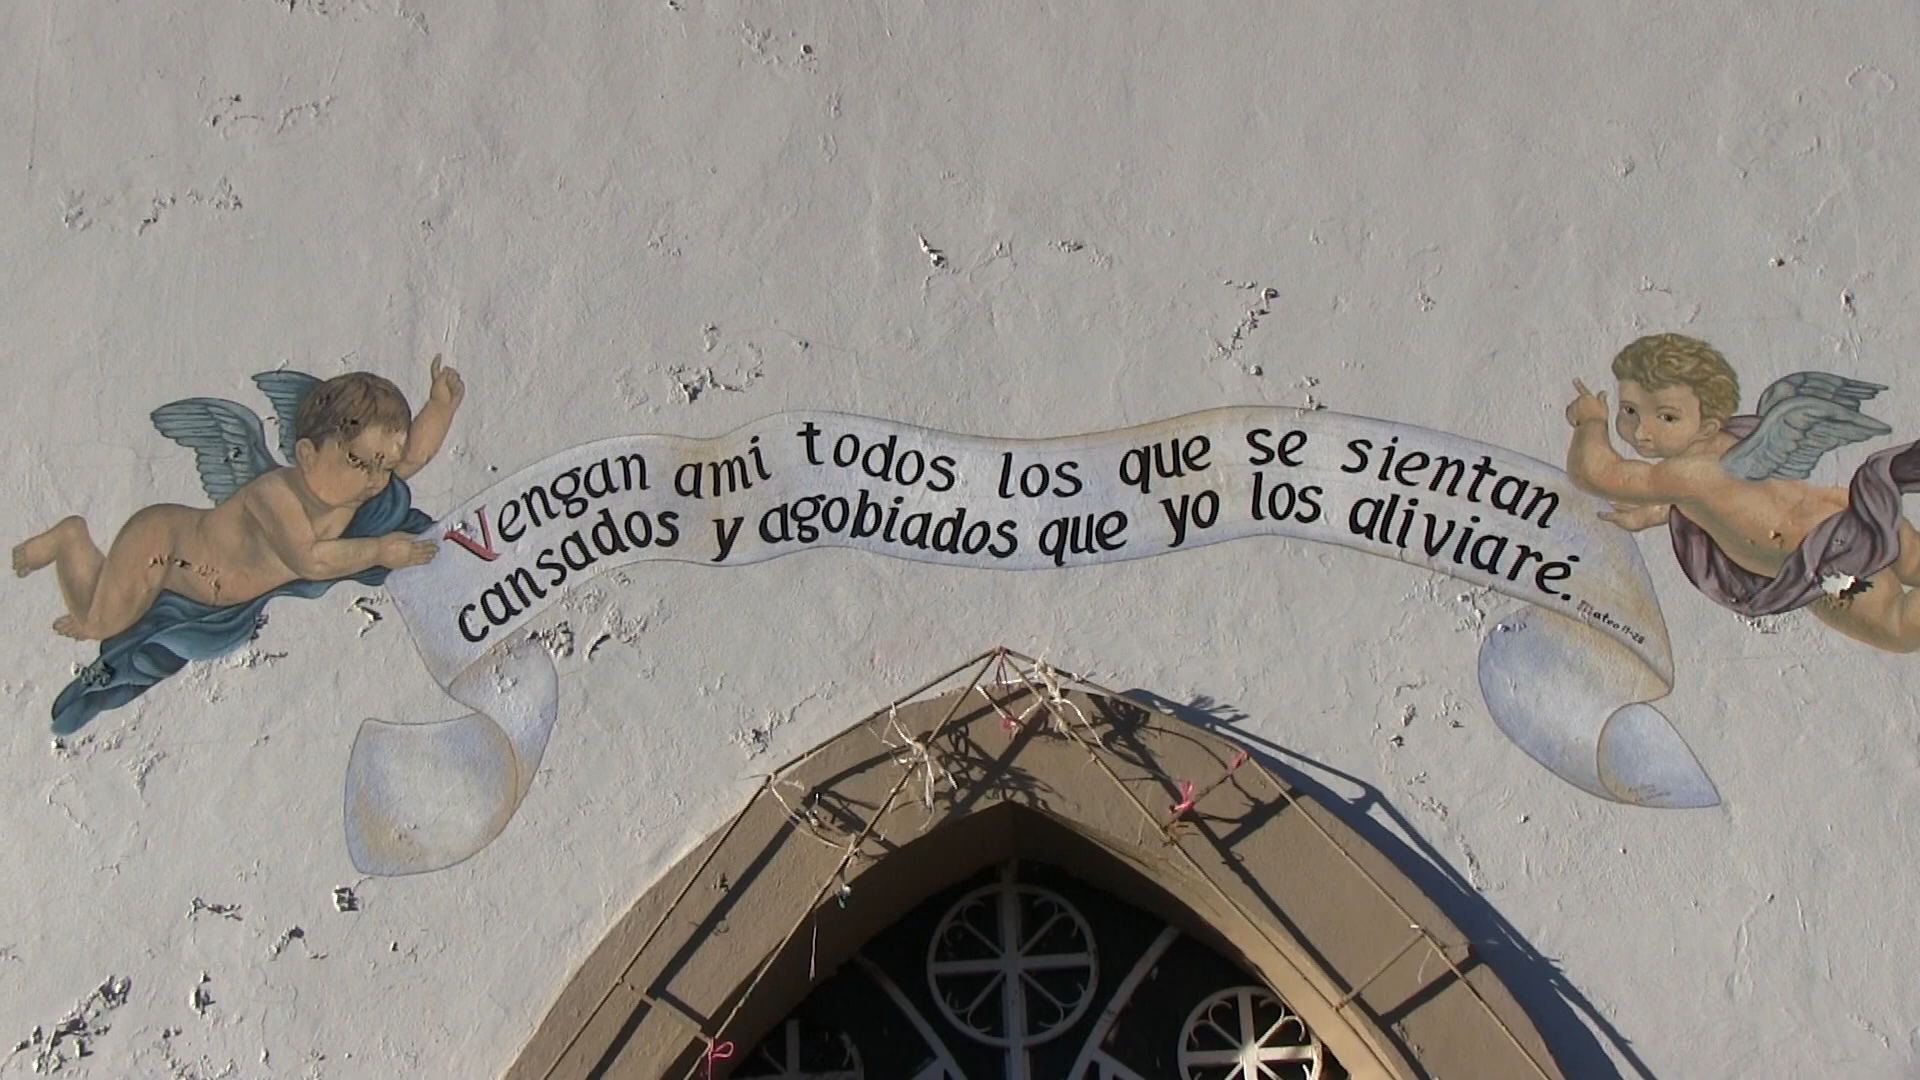 Vengan ami todos los que se sientan
cansados y agobiados que yo los aliviaré.
Mateo 11-28